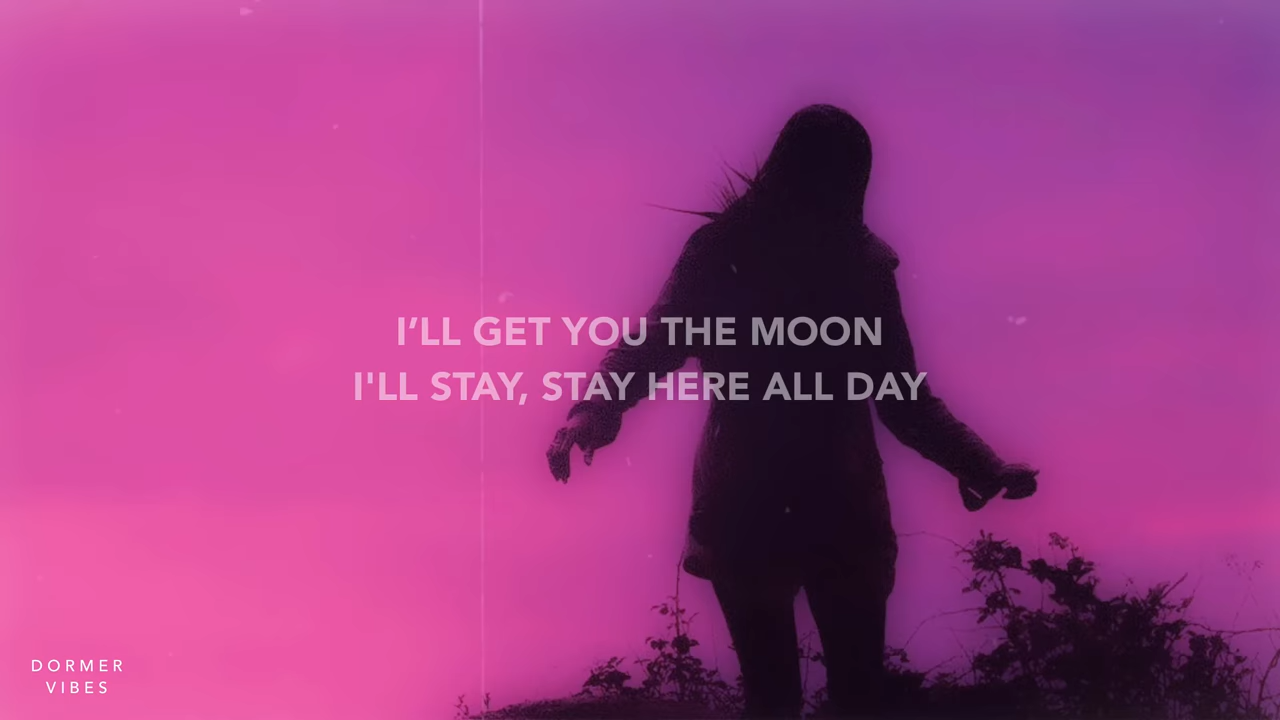 I’LL GET YOU THE MOON
I'LL STAY, STAY HERE ALL DAY
DORMER
VIBES